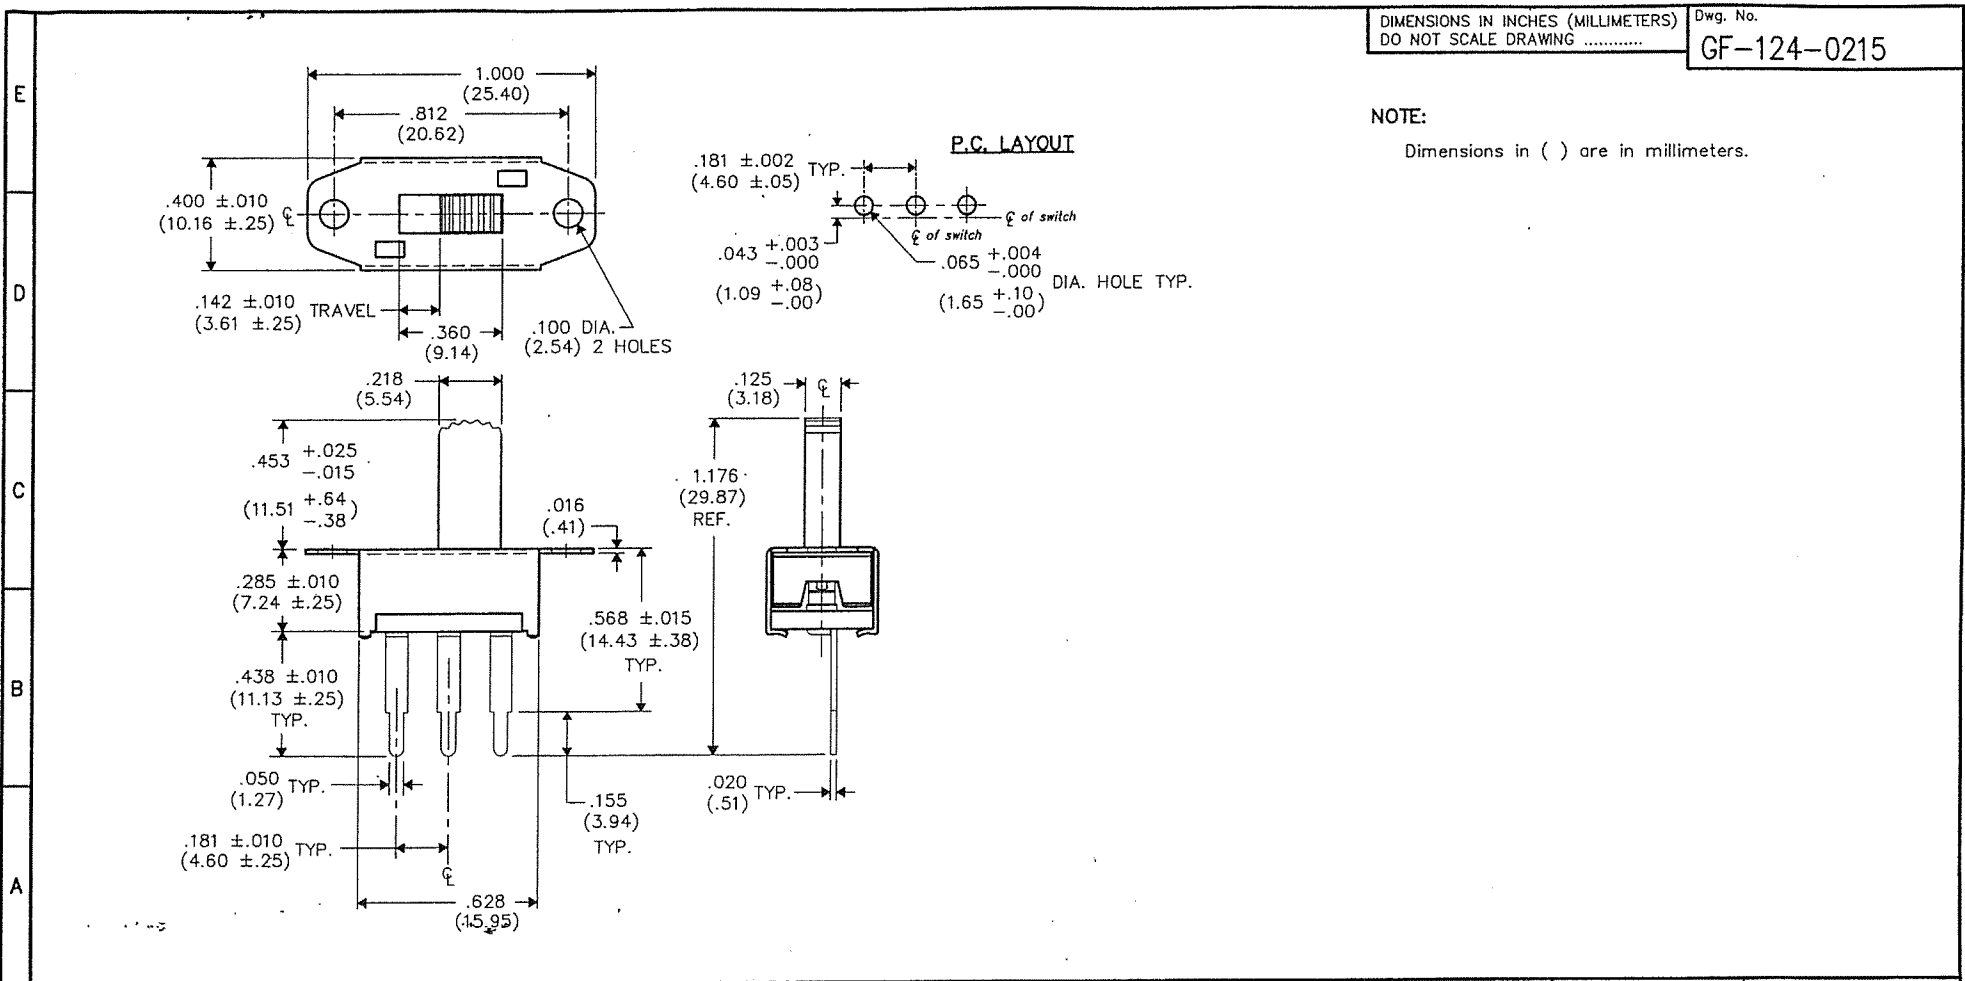 DIMENSIONS IN INCHES (MILLIMETERS)
DO NOT SCALE DRAWING ............
Dwg. No.
GF-124-0215
E
D
C
B
A
NOTE:
Dimensions in ( ) are in millimeters.
1.000
(25.40)
.812
(20.62)
.400 ±.010
(10.16 ±.25)
℄
.142 ±.010
(3.61 ±.25)
TRAVEL
.360
(9.14)
.100 DIA.
(2.54) 2 HOLES
P.C. LAYOUT
.181 ±.002
(4.60 ±.05)
TYP.
℄ of switch
℄ of switch
.043 +.003 -.000
(1.09 +.08 -.00)
.065 +.004 -.000
(1.65 +.10 -.00)
DIA. HOLE TYP.
.218
(5.54)
.453 +.025 -.015
(11.51 +.64 -.38)
.016
(.41)
.285 ±.010
(7.24 ±.25)
.568 ±.015
(14.43 ±.38)
TYP.
.438 ±.010
(11.13 ±.25)
TYP.
.050
(1.27)
TYP.
.181 ±.010
(4.60 ±.25)
TYP.
℄
.155
(3.94)
TYP.
.628
(15.95)
.125
(3.18)
℄
1.176
(29.87)
REF.
.020
(.51)
TYP.